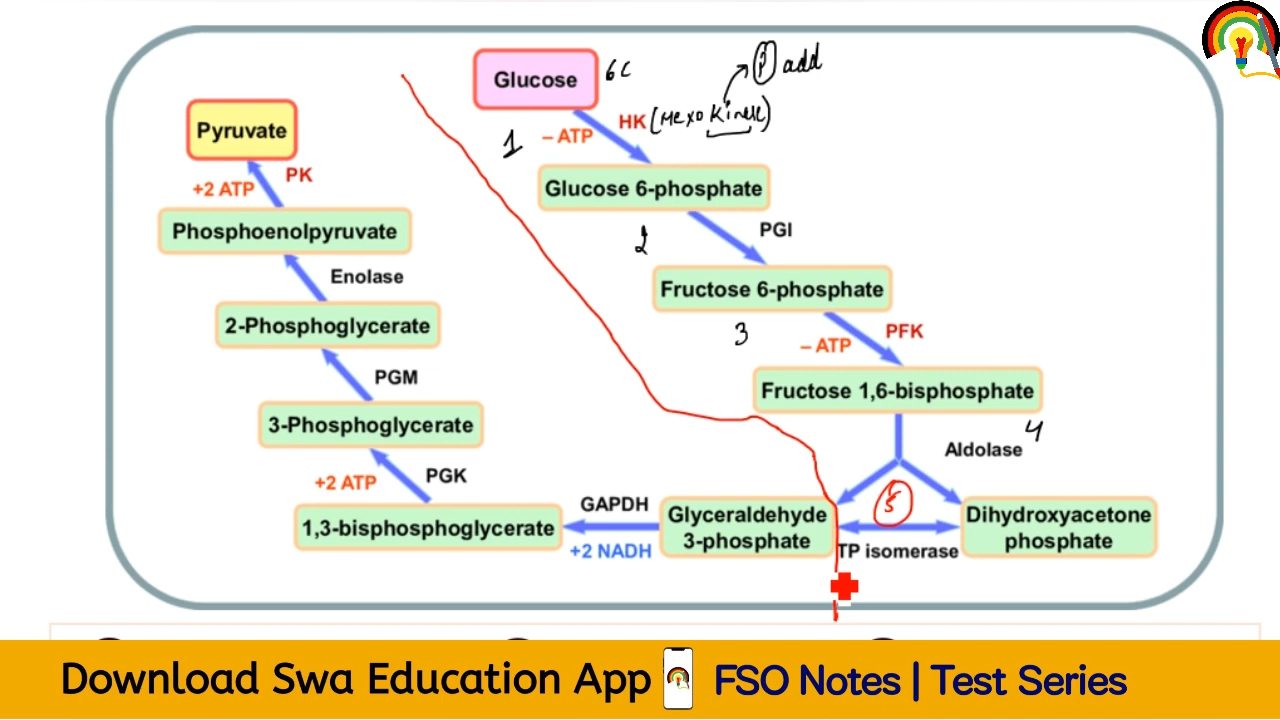 Glucose
6C
P add
HK (Hexokinase)
1
– ATP
Glucose 6-phosphate
2
PGI
Fructose 6-phosphate
3
– ATP
PFK
Fructose 1,6-bisphosphate
4
Aldolase
5
Glyceraldehyde
3-phosphate
TP isomerase
Dihydroxyacetone
phosphate
GAPDH
+2 NADH
1,3-bisphosphoglycerate
+2 ATP
PGK
3-Phosphoglycerate
PGM
2-Phosphoglycerate
Enolase
Phosphoenolpyruvate
+2 ATP
PK
Pyruvate
Download Swa Education App
FSO Notes | Test Series